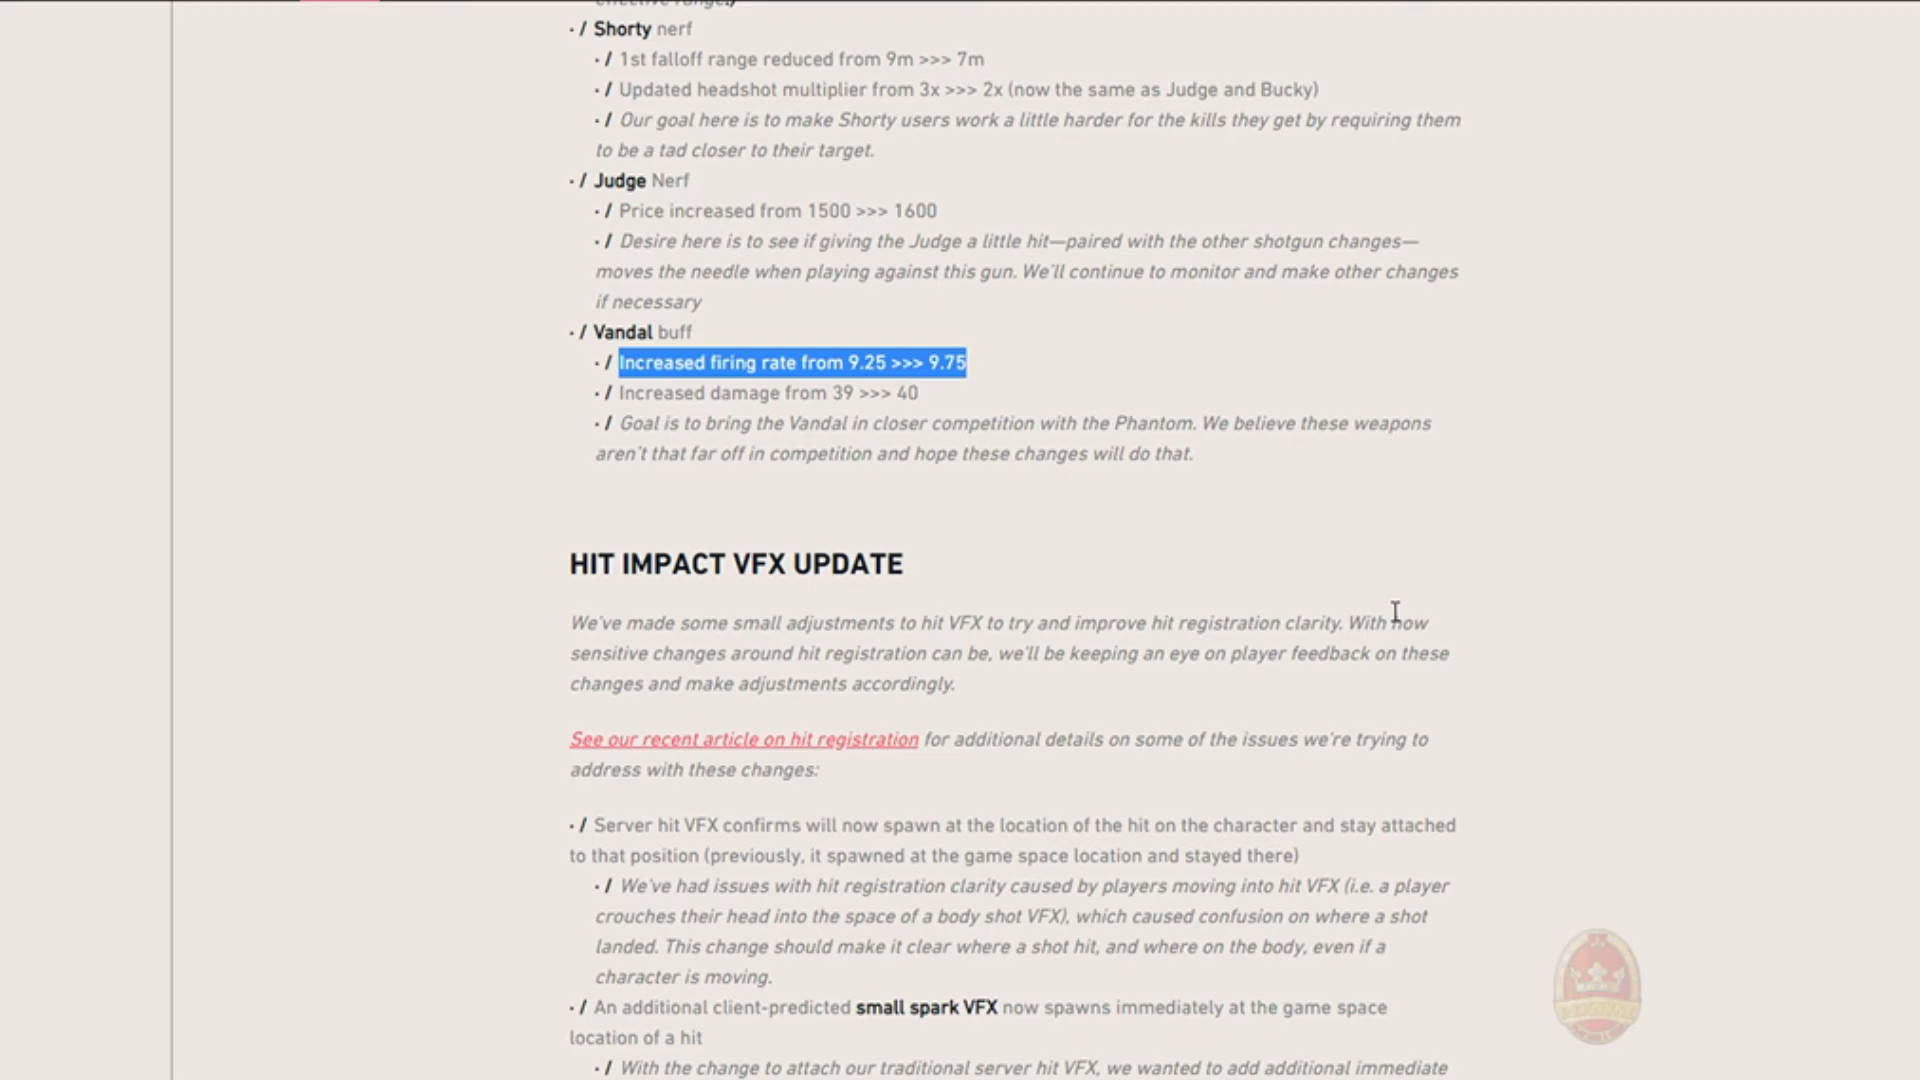 effective range.)
· / Shorty nerf
· / 1st falloff range reduced from 9m >>> 7m
· / Updated headshot multiplier from 3x >>> 2x (now the same as Judge and Bucky)
· / Our goal here is to make Shorty users work a little harder for the kills they get by requiring them
to be a tad closer to their target.
· / Judge Nerf
· / Price increased from 1500 >>> 1600
· / Desire here is to see if giving the Judge a little hit—paired with the other shotgun changes—
moves the needle when playing against this gun. We'll continue to monitor and make other changes
if necessary
· / Vandal buff
· / Increased firing rate from 9.25 >>> 9.75
· / Increased damage from 39 >>> 40
· / Goal is to bring the Vandal in closer competition with the Phantom. We believe these weapons
aren't that far off in competition and hope these changes will do that.
HIT IMPACT VFX UPDATE
We've made some small adjustments to hit VFX to try and improve hit registration clarity. With how
sensitive changes around hit registration can be, we'll be keeping an eye on player feedback on these
changes and make adjustments accordingly.
See our recent article on hit registration for additional details on some of the issues we're trying to
address with these changes:
· / Server hit VFX confirms will now spawn at the location of the hit on the character and stay attached
to that position (previously, it spawned at the game space location and stayed there)
· / We've had issues with hit registration clarity caused by players moving into hit VFX (i.e. a player
crouches their head into the space of a body shot VFX), which caused confusion on where a shot
landed. This change should make it clear where a shot hit, and where on the body, even if a
character is moving.
· / An additional client-predicted small spark VFX now spawns immediately at the game space
location of a hit
· / With the change to attach our traditional server hit VFX, we wanted to add additional immediate